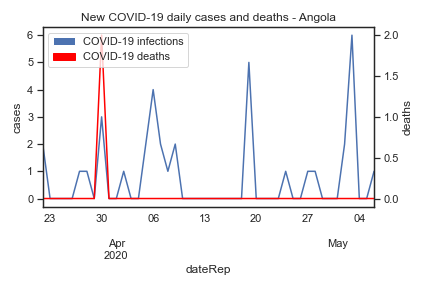 New COVID-19 daily cases and deaths - Angola
COVID-19 infections
COVID-19 deaths
cases
6
5
4
3
2
1
0
deaths
2.0
1.5
1.0
0.5
0.0
23 30 06 13 20 27 04
Apr May
2020
dateRep